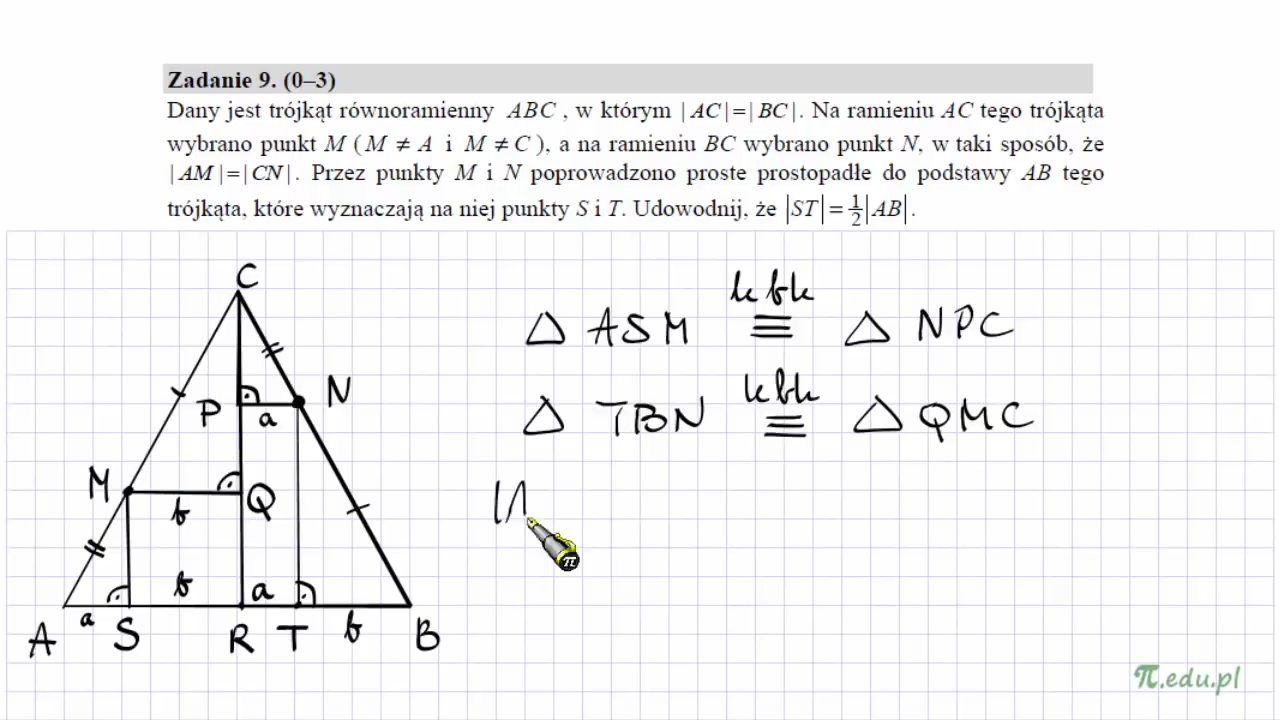 Zadanie 9. (0–3)
Dany jest trójkąt równoramienny ABC , w którym |AC|=|BC|. Na ramieniu AC tego trójkąta
wybrano punkt M (M ≠ A i M ≠ C), a na ramieniu BC wybrano punkt N, w taki sposób, że
|AM|=|CN|. Przez punkty M i N poprowadzono proste prostopadłe do podstawy AB tego
trójkąta, które wyznaczają na niej punkty S i T. Udowodnij, że |ST|=1/2|AB|.
C
P a N
M b Q
b a
a b
A S R T B
kbk
△ ASM ≡ △ NPC
kbk
△ TBN ≡ △ QMC
π
π.edu.pl